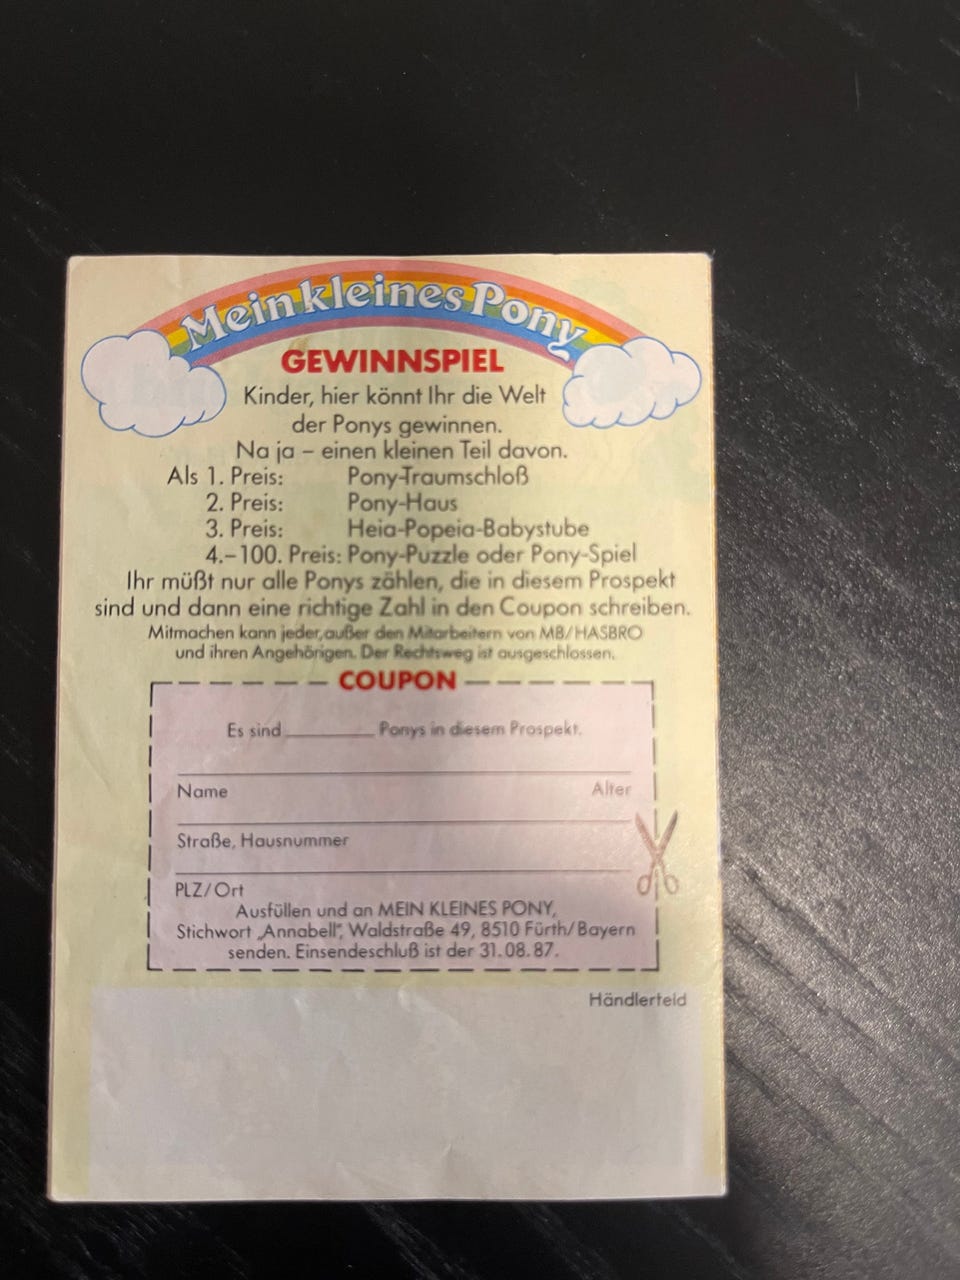 Mein kleines Pony
GEWINNSPIEL
Kinder, hier könnt Ihr die Welt
der Ponys gewinnen.
Na ja – einen kleinen Teil davon.
Als 1. Preis: Pony-Traumschloß
2. Preis: Pony-Haus
3. Preis: Heia-Popeia-Babystube
4.–100. Preis: Pony-Puzzle oder Pony-Spiel
Ihr müßt nur alle Ponys zählen, die in diesem Prospekt
sind und dann eine richtige Zahl in den Coupon schreiben.
Mitmachen kann jeder, außer den Mitarbeitern von MB/HASBRO
und ihren Angehörigen. Der Rechtsweg ist ausgeschlossen.
COUPON
Es sind ________ Ponys in diesem Prospekt.
Name Alter
Straße, Hausnummer
PLZ/Ort
Ausfüllen und an MEIN KLEINES PONY,
Stichwort „Annabell“, Waldstraße 49, 8510 Fürth/Bayern
senden. Einsendeschluß ist der 31.08.87.
Händlerfeld